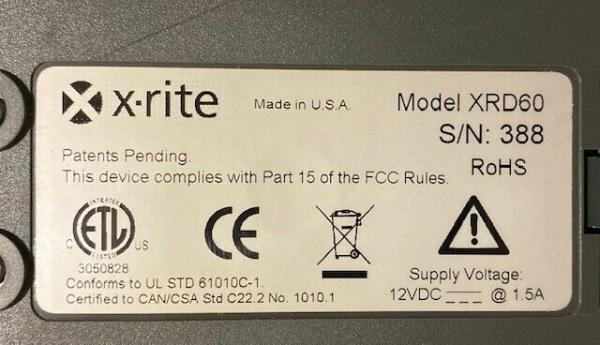 x·rite Made in U.S.A. Model XRD60
S/N: 388
Patents Pending.
This device complies with Part 15 of the FCC Rules. RoHS
INTERTEK
ETL
LISTED
C US
CE
3050828
Conforms to UL STD 61010C-1.
Certified to CAN/CSA Std C22.2 No. 1010.1
Supply Voltage:
12VDC @ 1.5A